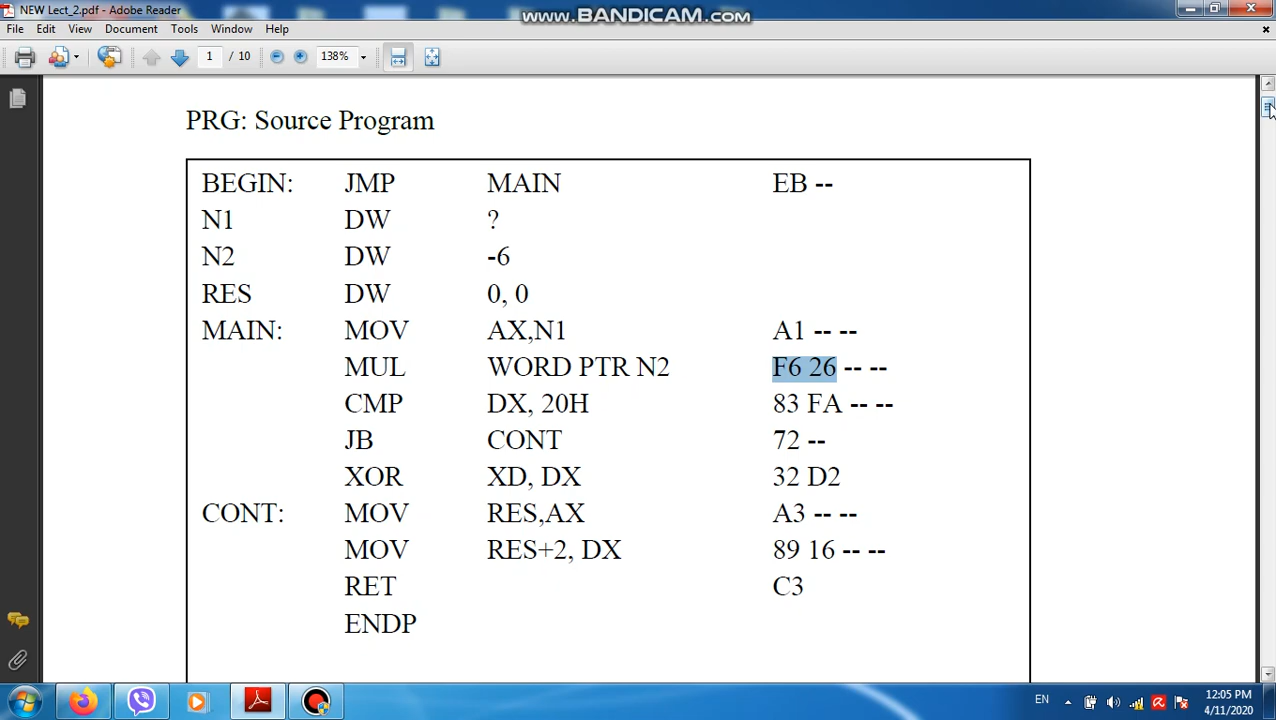 NEW Lect_2.pdf - Adobe Reader
www.BANDICAM.com
File Edit View Document Tools Window Help
1 / 10 138%
PRG: Source Program
BEGIN: JMP MAIN EB --
N1 DW ?
N2 DW -6
RES DW 0, 0
MAIN: MOV AX,N1 A1 -- --
MUL WORD PTR N2 F6 26 -- --
CMP DX, 20H 83 FA -- --
JB CONT 72 --
XOR XD, DX 32 D2
CONT: MOV RES,AX A3 -- --
MOV RES+2, DX 89 16 -- --
RET C3
ENDP
EN 12:05 PM
4/11/2020